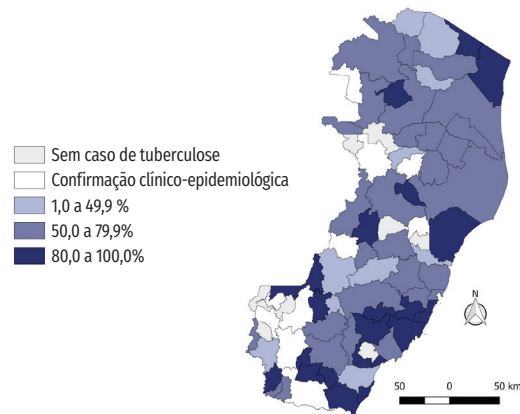 Sem caso de tuberculose
Confirmação clínico-epidemiológica
1,0 a 49,9 %
50,0 a 79,9%
80,0 a 100,0%
N
50 0 50 km